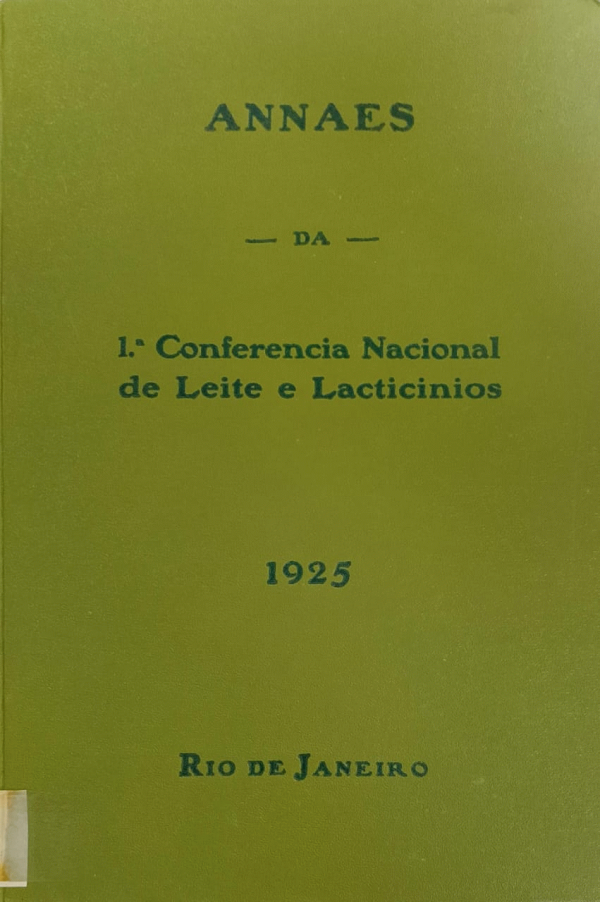 ANNAES
— DA —
1.ª Conferencia Nacional
de Leite e Lacticinios
1925
RIO DE JANEIRO